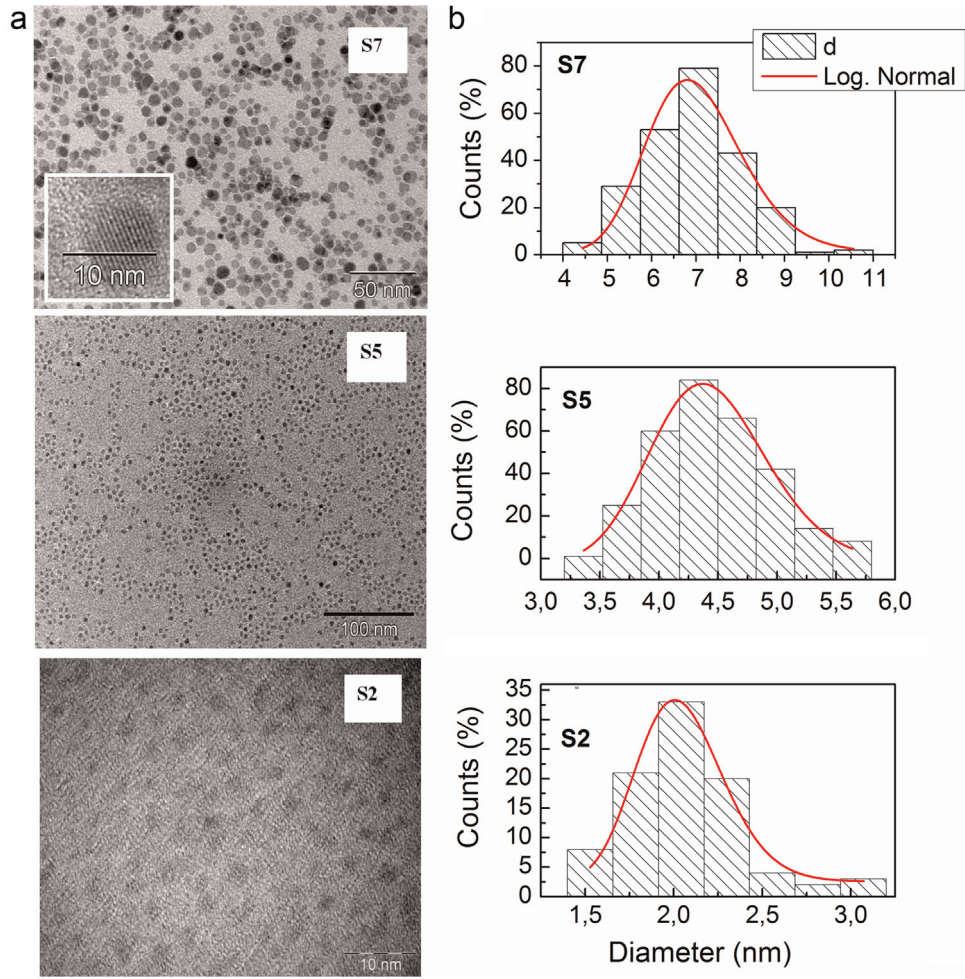 a
S7
10 nm
50 nm
S5
100 nm
S2
10 nm
b
d
Log. Normal
S7
Counts (%)
80
60
40
20
0
4 5 6 7 8 9 10 11
S5
Counts (%)
80
60
40
20
0
3,0 3,5 4,0 4,5 5,0 5,5 6,0
S2
Counts (%)
35
30
25
20
15
10
5
0
1,5 2,0 2,5 3,0
Diameter (nm)